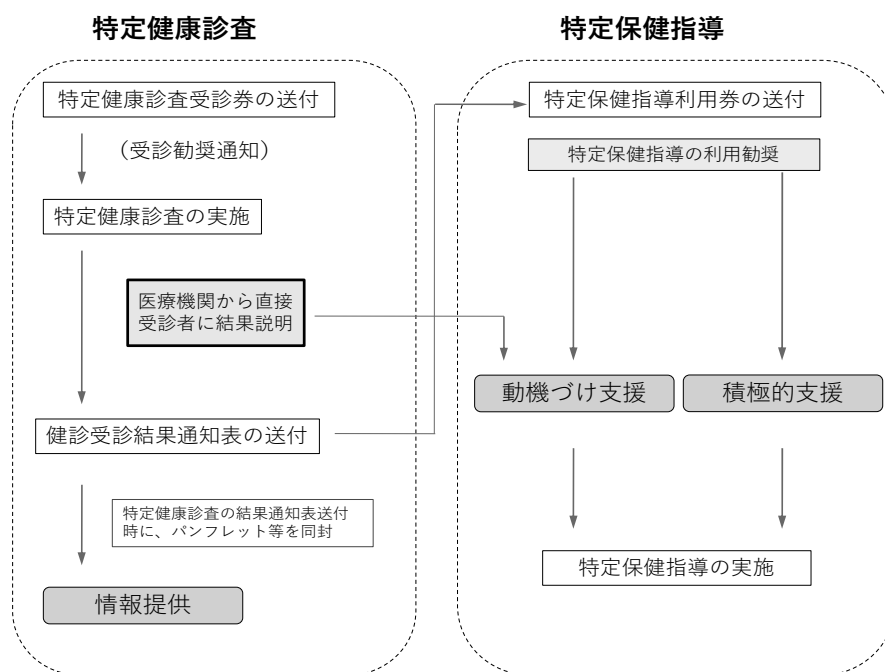 特定健康診査
特定保健指導
特定健康診査受診券の送付
（受診勧奨通知）
特定健康診査の実施
医療機関から直接
受診者に結果説明
健診受診結果通知表の送付
特定健康診査の結果通知表送付
時に、パンフレット等を同封
情報提供
特定保健指導利用券の送付
特定保健指導の利用勧奨
動機づけ支援
積極的支援
特定保健指導の実施